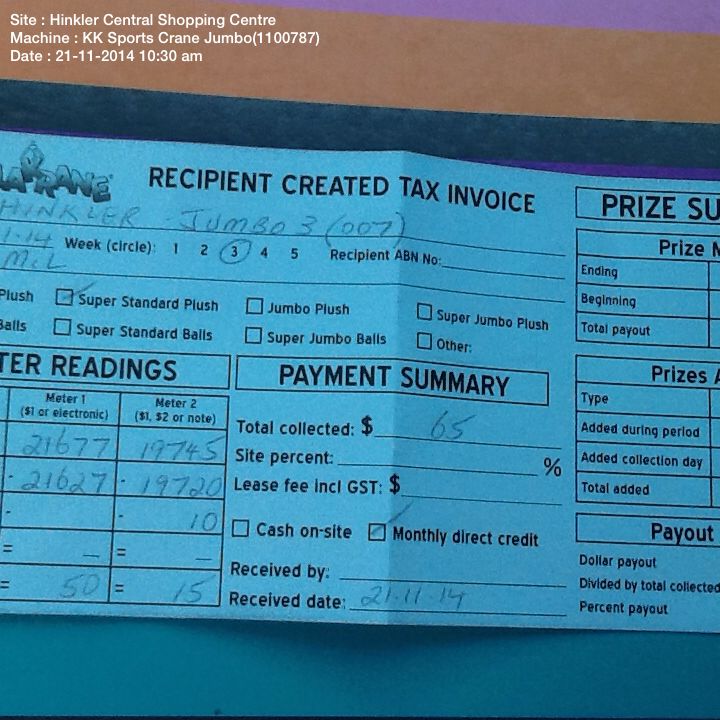 Site : Hinkler Central Shopping Centre
Machine : KK Sports Crane Jumbo(1100787)
Date : 21-11-2014 10:30 am
RECIPIENT CREATED TAX INVOICE
HINKLER - JUMBO 3 (007)
1-14 Week (circle): 1 2 3 4 5 Recipient ABN No:
M.L
Plush Super Standard Plush Jumbo Plush Super Jumbo Plush
Balls Super Standard Balls Super Jumbo Balls Other:
TER READINGS
Meter 1 Meter 2
($1 or electronic) ($1, $2 or note)
21677 19745
- 21627 - 19720
- - 10
= — = —
= 50 = 15
PAYMENT SUMMARY
Total collected: $ 65
Site percent: %
Lease fee incl GST: $
Cash on-site Monthly direct credit
Received by:
Received date: 21-11-14
PRIZE SU
Prize M
Ending
Beginning
Total payout
Prizes A
Type
Added during period
Added collection day
Total added
Payout
Dollar payout
Divided by total collected
Percent payout